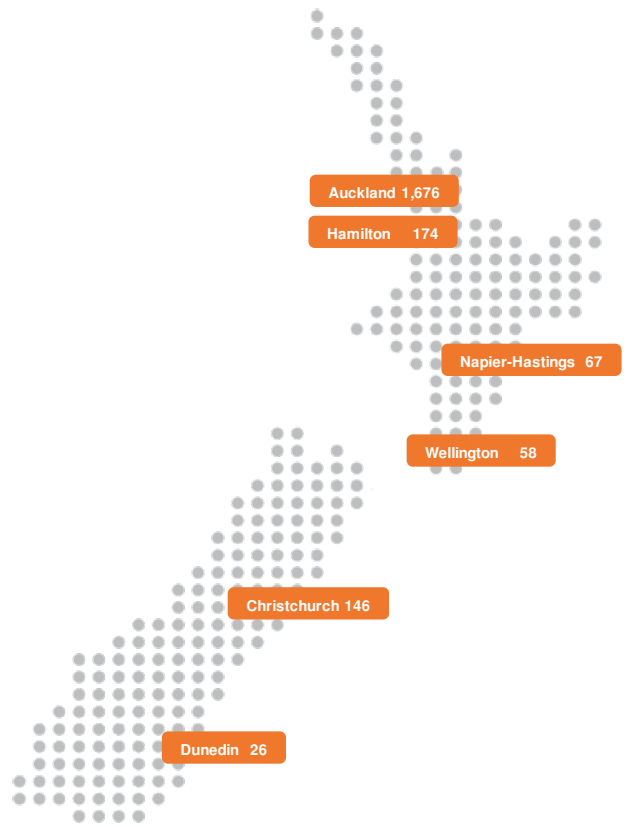 Auckland 1,676
Hamilton 174
Napier-Hastings 67
Wellington 58
Christchurch 146
Dunedin 26